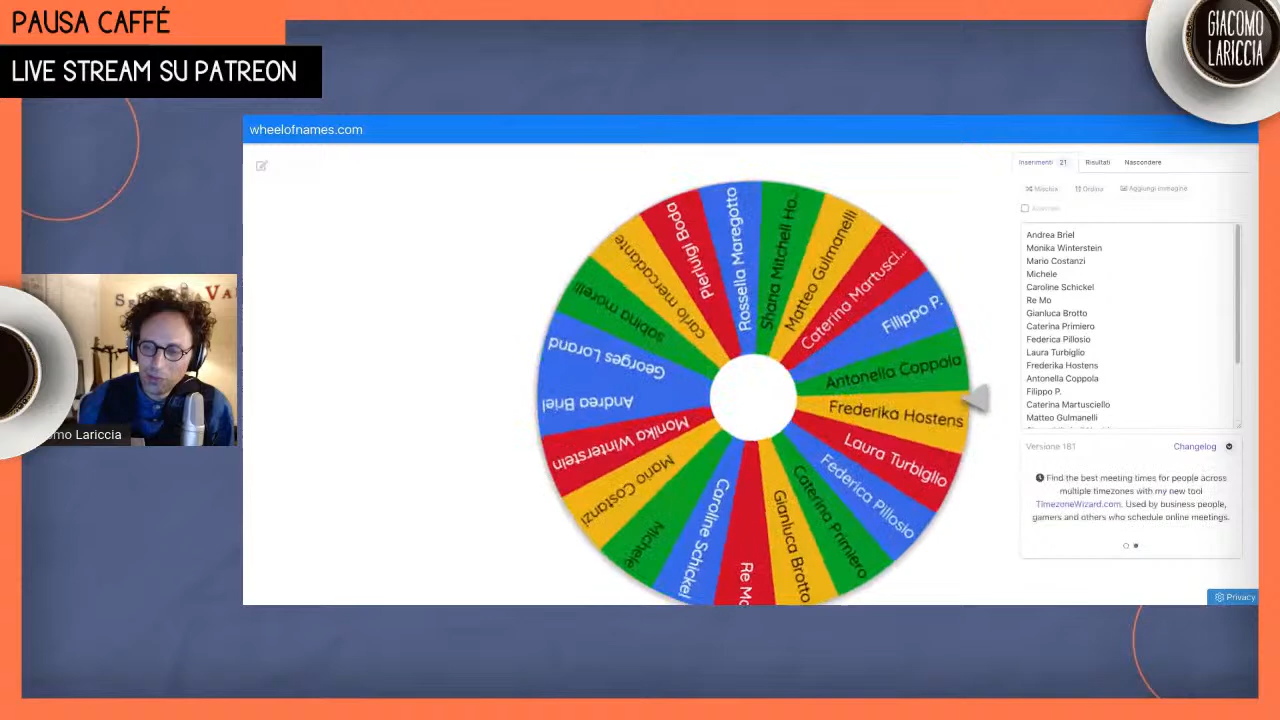 PAUSA CAFFÉ
LIVE STREAM SU PATREON
GIACOMO
LARICCIA
wheelofnames.com
Inserimenti 21
Risultati
Nascondere
Mischia
Ordina
Aggiungi immagine
Andrea Briel
Monika Winterstein
Mario Costanzi
Michele
Caroline Schickel
Re Mo
Gianluca Brotto
Caterina Primiero
Federica Pillosio
Laura Turbiglio
Frederika Hostens
Antonella Coppola
Filippo P.
Caterina Martusciello
Matteo Gulmanelli
Versione 181
Changelog
Find the best meeting times for people across
multiple timezones with my new tool
TimezoneWizard.com. Used by business people,
gamers and others who schedule online meetings.
Privacy
Pierluigi Boda
Rossella Maregotto
Shana Mitchell Ho...
Matteo Gulmanelli
Caterina Martusci...
Filippo P.
Antonella Coppola
Frederika Hostens
Laura Turbiglio
Federica Pillosio
Caterina Primiero
Gianluca Brotto
Re Mo
Caroline Schickel
Michele
Mario Costanzi
Monika Winterstein
Andrea Briel
Georges Lorand
sabina morelli
carlo mercadante
omo Lariccia